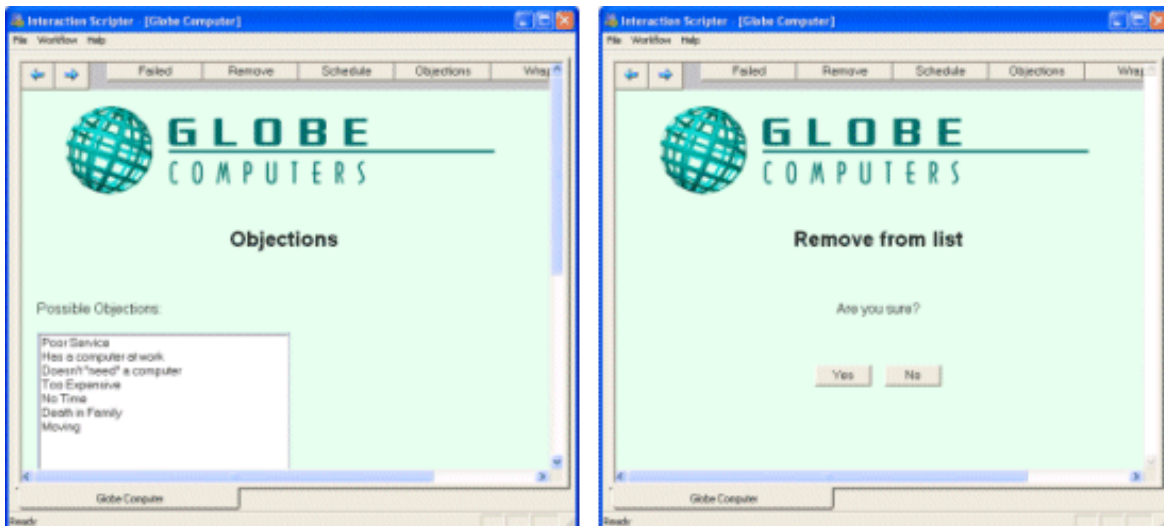 Interaction Scripter - [Globe Computer]
File Workflow Help
Failed Remove Schedule Objections Wrap
GLOBE
COMPUTERS
Objections
Possible Objections:
Poor Service
Has a computer at work
Doesn't "need" a computer
Too Expensive
No Time
Death in Family
Moving
Globe Computer
Ready
Interaction Scripter - [Globe Computer]
File Workflow Help
Failed Remove Schedule Objections Wrap
GLOBE
COMPUTERS
Remove from list
Are you sure?
Yes No
Globe Computer
Ready